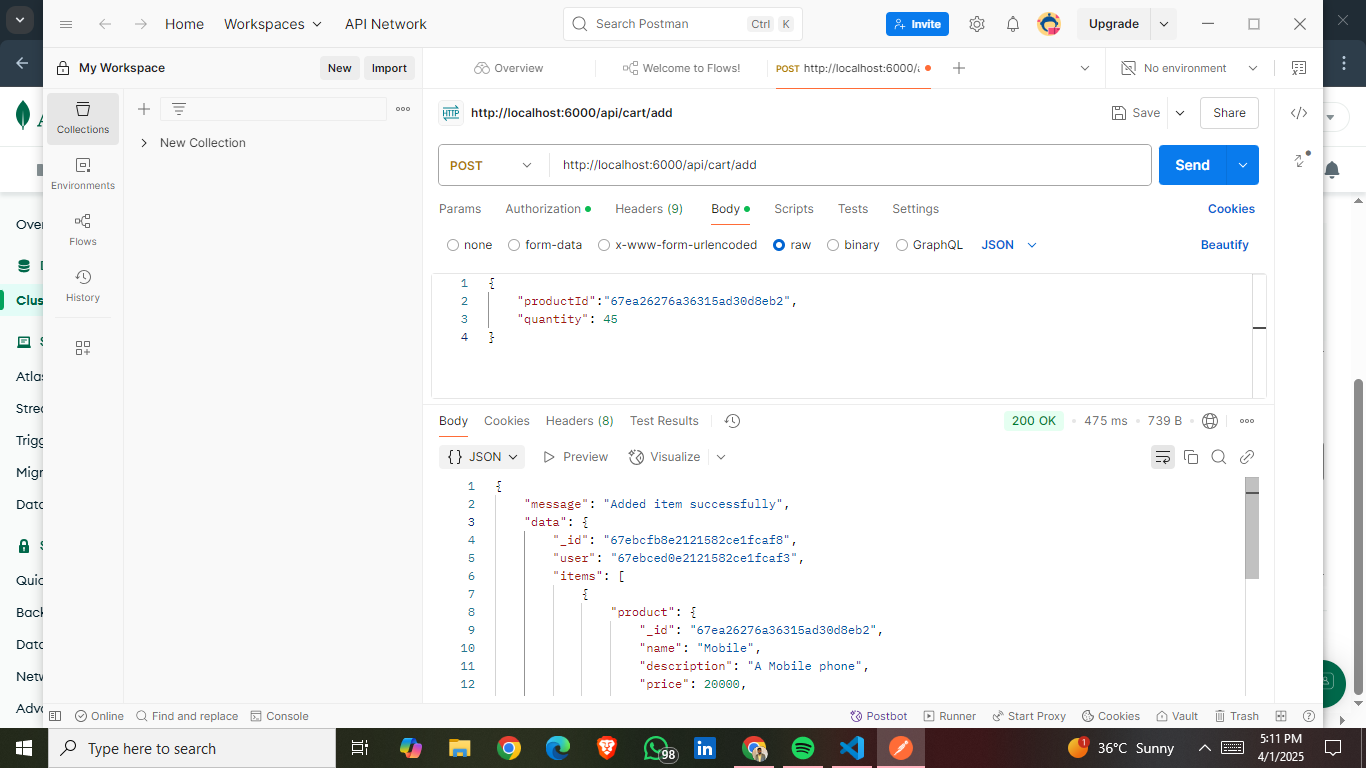 Home
Workspaces
API Network
Search Postman
Ctrl K
Invite
Upgrade
My Workspace
New
Import
Overview
Welcome to Flows!
POST http://localhost:6000/a
No environment
Collections
New Collection
http://localhost:6000/api/cart/add
Save
Share
POST
http://localhost:6000/api/cart/add
Send
Environments
Flows
History
Params
Authorization
Headers (9)
Body
Scripts
Tests
Settings
Cookies
none
form-data
x-www-form-urlencoded
raw
binary
GraphQL
JSON
Beautify
1 {
2 "productId":"67ea26276a36315ad30d8eb2",
3 "quantity": 45
4 }
Body
Cookies
Headers (8)
Test Results
200 OK
475 ms
739 B
{} JSON
Preview
Visualize
1 {
2 "message": "Added item successfully",
3 "data": {
4 "_id": "67ebcfb8e2121582ce1fcaf8",
5 "user": "67ebced0e2121582ce1fcaf3",
6 "items": [
7 {
8 "product": {
9 "_id": "67ea26276a36315ad30d8eb2",
10 "name": "Mobile",
11 "description": "A Mobile phone",
12 "price": 20000,
Over
Clus
Atlas
Strea
Trigg
Migr
Data
Quic
Back
Data
Netw
Adva
Online
Find and replace
Console
Postbot
Runner
Start Proxy
Cookies
Vault
Trash
Type here to search
98
1
36°C Sunny
5:11 PM
4/1/2025